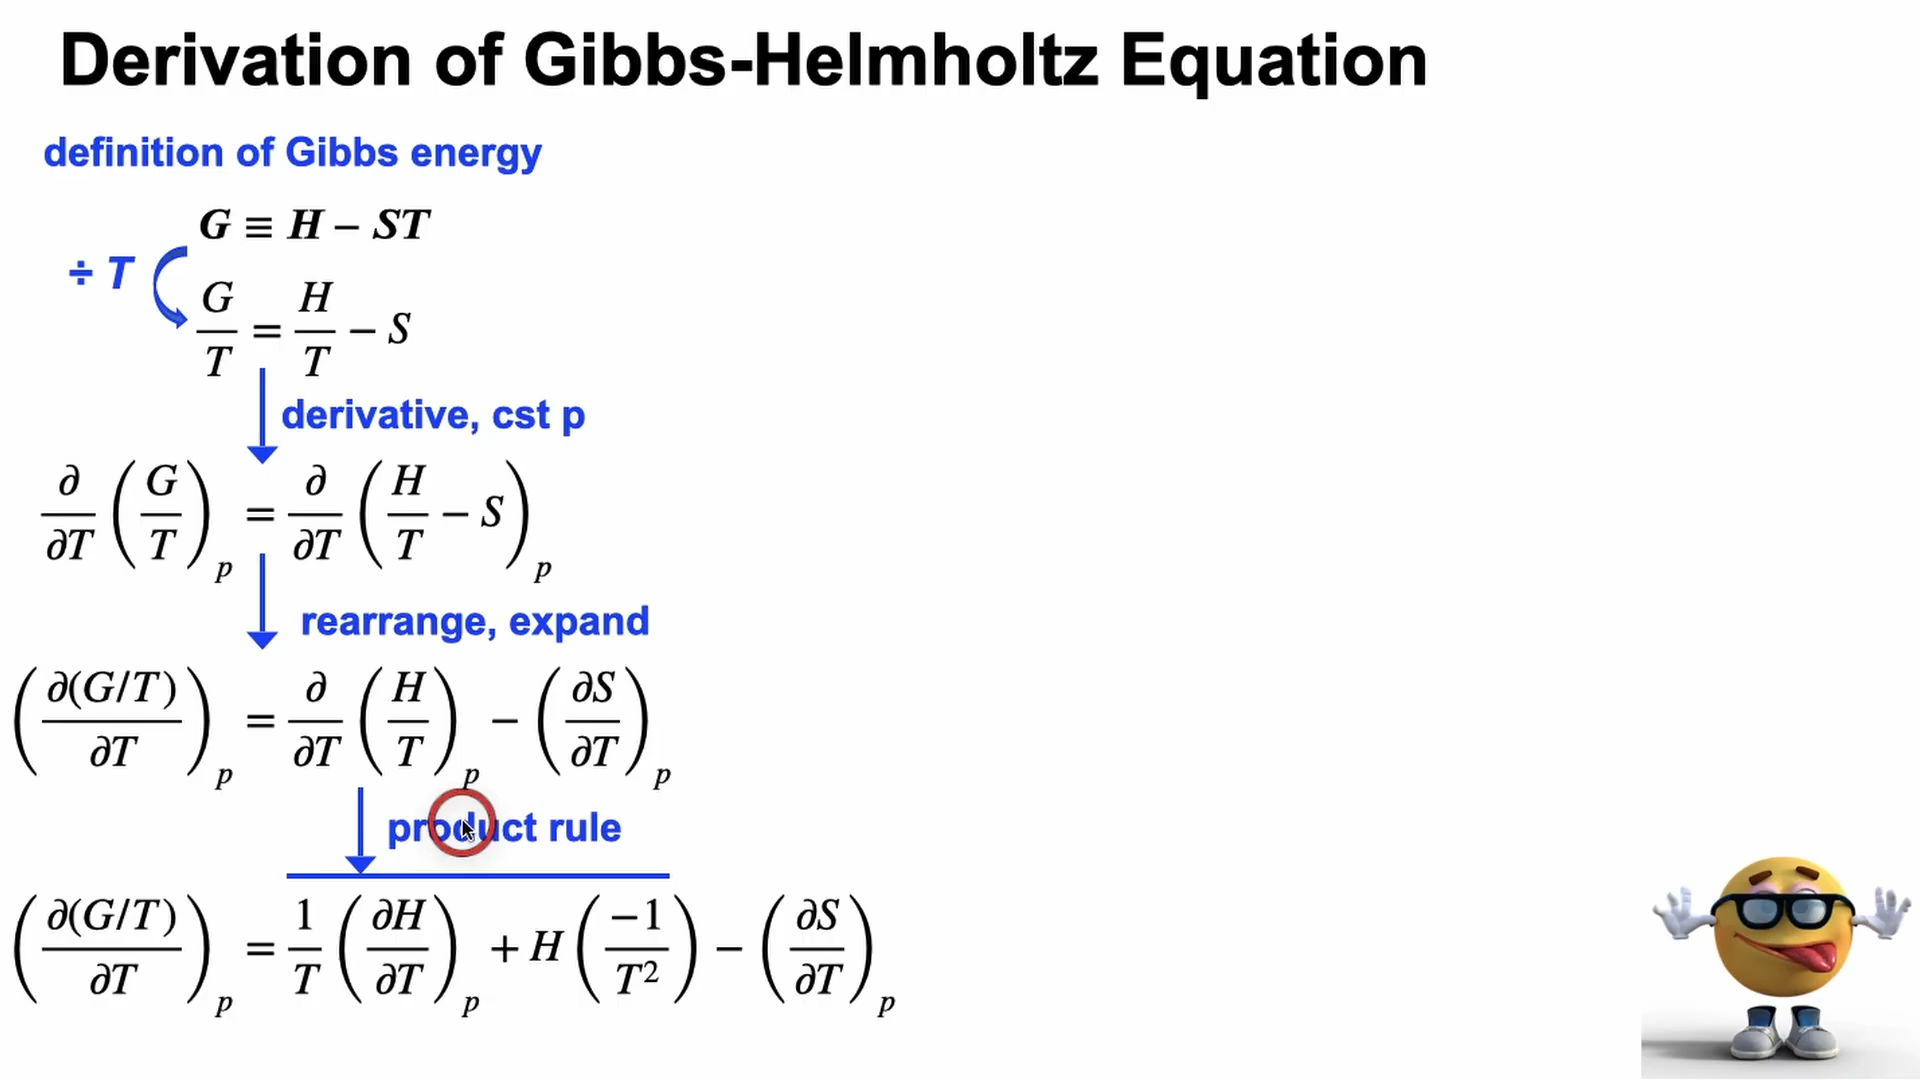 Derivation of Gibbs-Helmholtz Equation
definition of Gibbs energy
G ≡ H – ST
÷ T
G/T = H/T – S
derivative, cst p
∂/∂T (G/T)_p = ∂/∂T (H/T – S)_p
rearrange, expand
(∂(G/T)/∂T)_p = ∂/∂T (H/T)_p – (∂S/∂T)_p
product rule
(∂(G/T)/∂T)_p = 1/T (∂H/∂T)_p + H (–1/T²) – (∂S/∂T)_p